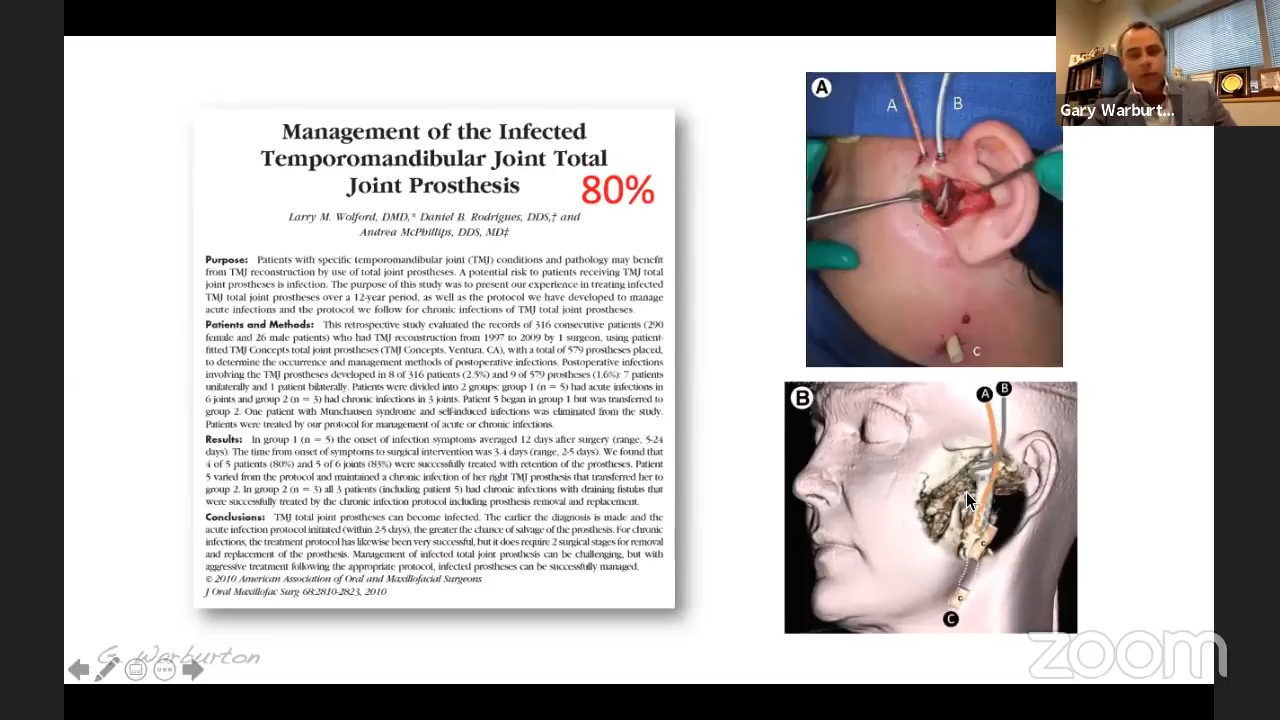 Management of the Infected
Temporomandibular Joint Total
Joint Prosthesis
80%
Larry M. Wolford, DMD,* Daniel B. Rodrigues, DDS,† and
Andrea McPhillips, DDS, MD‡
Purpose: Patients with specific temporomandibular joint (TMJ) conditions and pathology may benefit
from TMJ reconstruction by use of total joint prostheses. A potential risk to patients receiving TMJ total
joint prostheses is infection. The purpose of this study was to present our experience in treating infected
TMJ total joint prostheses over a 12-year period, as well as the protocol we have developed to manage
acute infections and the protocol we follow for chronic infections of TMJ total joint prostheses.
Patients and Methods: This retrospective study evaluated the records of 316 consecutive patients (290
female and 26 male patients) who had TMJ reconstruction from 1997 to 2009 by 1 surgeon, using patient-
fitted TMJ Concepts total joint prostheses (TMJ Concepts, Ventura, CA), with a total of 579 prostheses placed,
to determine the occurrence and management methods of postoperative infections. Postoperative infections
involving the TMJ prostheses developed in 8 of 316 patients (2.5%) and 9 of 579 prostheses (1.6%): 7 patients
unilaterally and 1 patient bilaterally. Patients were divided into 2 groups: group 1 (n = 5) had acute infections in
6 joints and group 2 (n = 3) had chronic infections in 3 joints. Patient 5 began in group 1 but was transferred to
group 2. One patient with Munchausen syndrome and self-induced infections was eliminated from the study.
Patients were treated by our protocol for management of acute or chronic infections.
Results: In group 1 (n = 5) the onset of infection symptoms averaged 12 days after surgery (range, 5-24
days). The time from onset of symptoms to surgical intervention was 3.4 days (range, 2-5 days). We found that
4 of 5 patients (80%) and 5 of 6 joints (83%) were successfully treated with retention of the prostheses. Patient
5 varied from the protocol and maintained a chronic infection of her right TMJ prosthesis that transferred her to
group 2. In group 2 (n = 3) all 3 patients (including patient 5) had chronic infections with draining fistulas that
were successfully treated by the chronic infection protocol including prosthesis removal and replacement.
Conclusions: TMJ total joint prostheses can become infected. The earlier the diagnosis is made and the
acute infection protocol initiated (within 2-5 days), the greater the chance of salvage of the prosthesis. For chronic
infections, the treatment protocol has likewise been very successful, but it does require 2 surgical stages for removal
and replacement of the prosthesis. Management of infected total joint prosthesis can be challenging, but with
aggressive treatment following the appropriate protocol, infected prostheses can be successfully managed.
© 2010 American Association of Oral and Maxillofacial Surgeons
J Oral Maxillofac Surg 68:2810-2823, 2010
A
A
B
C
B
A
B
C
C
Gary Warburt...
G. Warburton
zoom